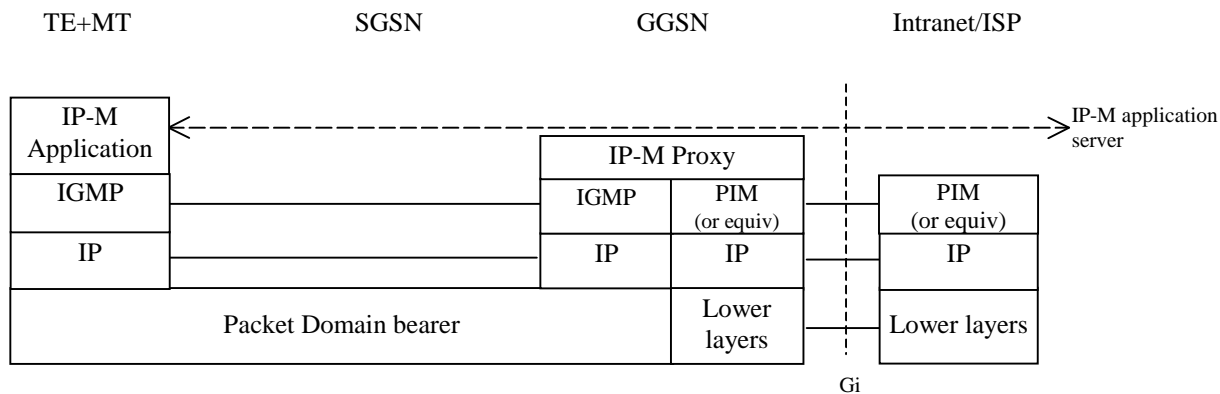 TE+MT
SGSN
GGSN
Intranet/ISP
IP-M
Application
IP-M application
server
IP-M Proxy
IGMP
IGMP
PIM
(or equiv)
PIM
(or equiv)
IP
IP
IP
IP
Packet Domain bearer
Lower
layers
Lower layers
Gi